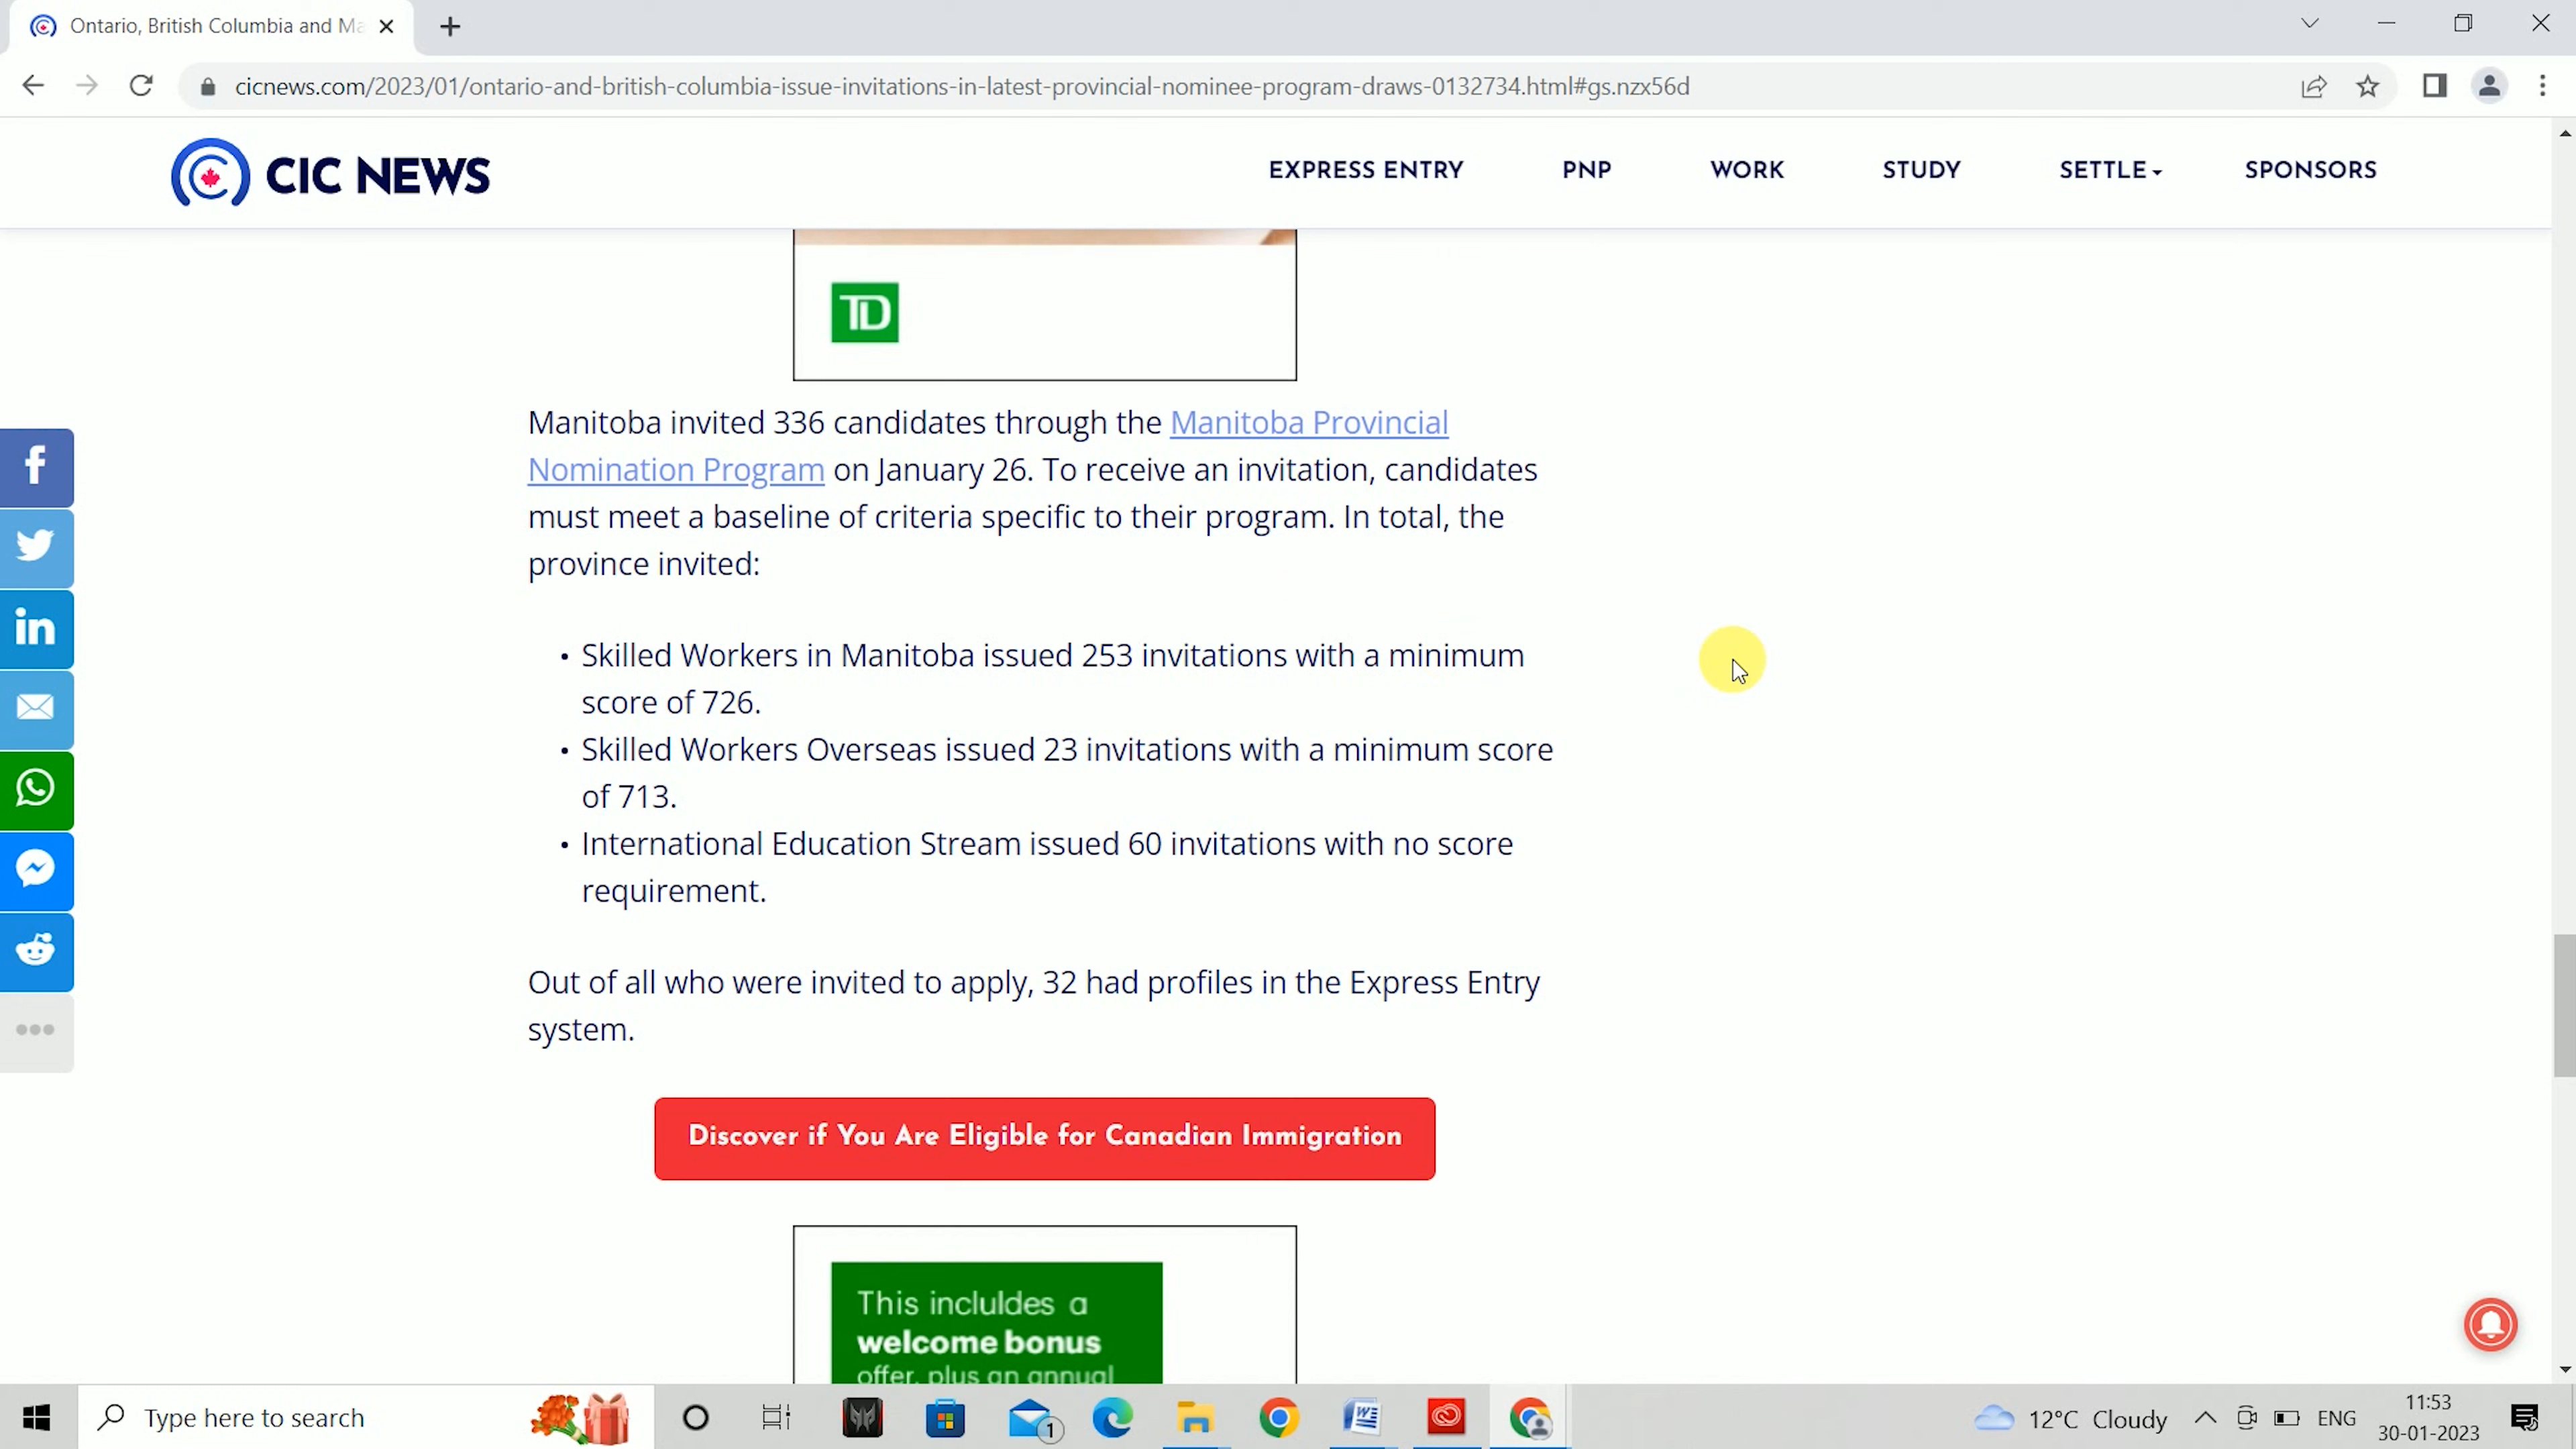 Ontario, British Columbia and Ma
cicnews.com/2023/01/ontario-and-british-columbia-issue-invitations-in-latest-provincial-nominee-program-draws-0132734.html#gs.nzx56d
CIC NEWS
EXPRESS ENTRY PNP WORK STUDY SETTLE SPONSORS
TD
Manitoba invited 336 candidates through the Manitoba Provincial
Nomination Program on January 26. To receive an invitation, candidates
must meet a baseline of criteria specific to their program. In total, the
province invited:
• Skilled Workers in Manitoba issued 253 invitations with a minimum
score of 726.
• Skilled Workers Overseas issued 23 invitations with a minimum score
of 713.
• International Education Stream issued 60 invitations with no score
requirement.
Out of all who were invited to apply, 32 had profiles in the Express Entry
system.
Discover if You Are Eligible for Canadian Immigration
This incluldes a
welcome bonus
offer, plus an annual
Type here to search
1
12°C Cloudy
ENG
11:53
30-01-2023